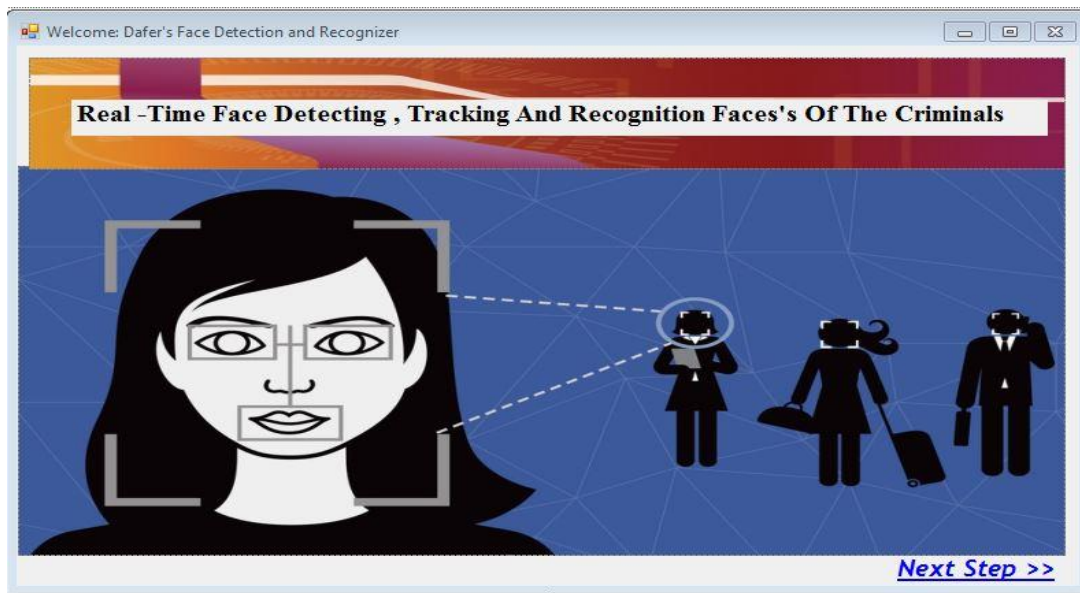 Welcome: Dafer's Face Detection and Recognizer
Real -Time Face Detecting , Tracking And Recognition Faces's Of The Criminals
Next Step >>